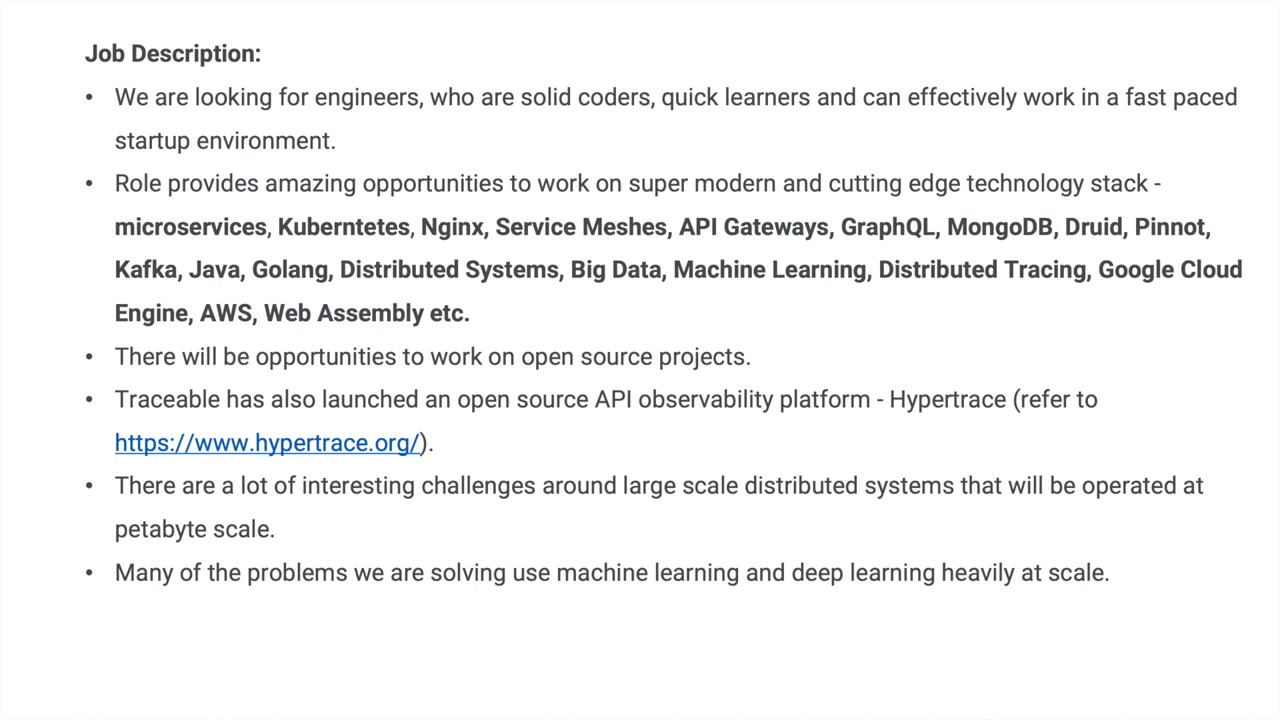 Job Description:
• We are looking for engineers, who are solid coders, quick learners and can effectively work in a fast paced
startup environment.
• Role provides amazing opportunities to work on super modern and cutting edge technology stack -
microservices, Kuberntetes, Nginx, Service Meshes, API Gateways, GraphQL, MongoDB, Druid, Pinnot,
Kafka, Java, Golang, Distributed Systems, Big Data, Machine Learning, Distributed Tracing, Google Cloud
Engine, AWS, Web Assembly etc.
• There will be opportunities to work on open source projects.
• Traceable has also launched an open source API observability platform - Hypertrace (refer to
https://www.hypertrace.org/).
• There are a lot of interesting challenges around large scale distributed systems that will be operated at
petabyte scale.
• Many of the problems we are solving use machine learning and deep learning heavily at scale.